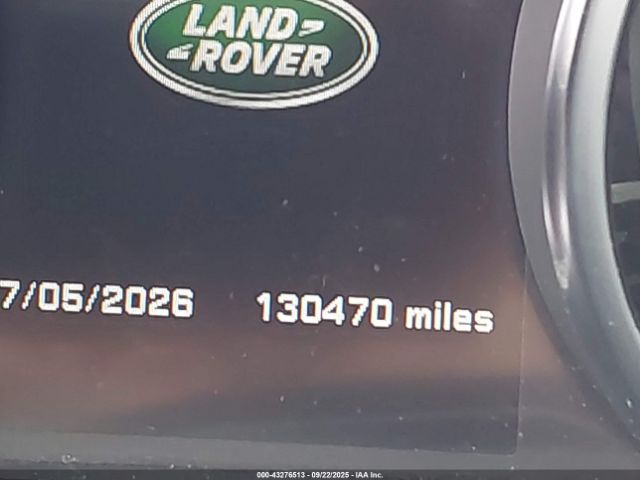 LAND
ROVER
7/05/2026 130470 miles
000-43276513 - 09/22/2025 - IAA Inc.